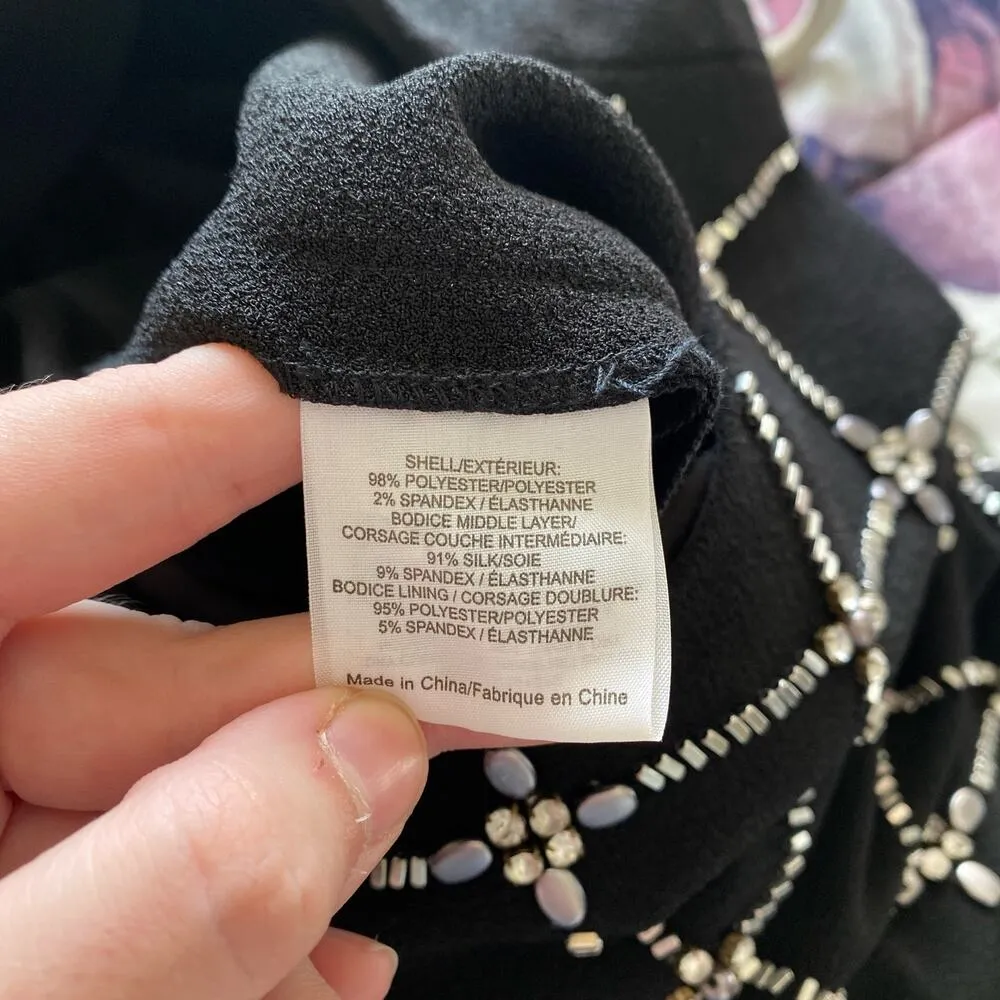 SHELL/EXTÉRIEUR:
98% POLYESTER/POLYESTER
2% SPANDEX / ÉLASTHANNE
BODICE MIDDLE LAYER/
CORSAGE COUCHE INTERMÉDIAIRE:
91% SILK/SOIE
9% SPANDEX / ÉLASTHANNE
BODICE LINING / CORSAGE DOUBLURE:
95% POLYESTER/POLYESTER
5% SPANDEX / ÉLASTHANNE
Made in China/Fabrique en Chine